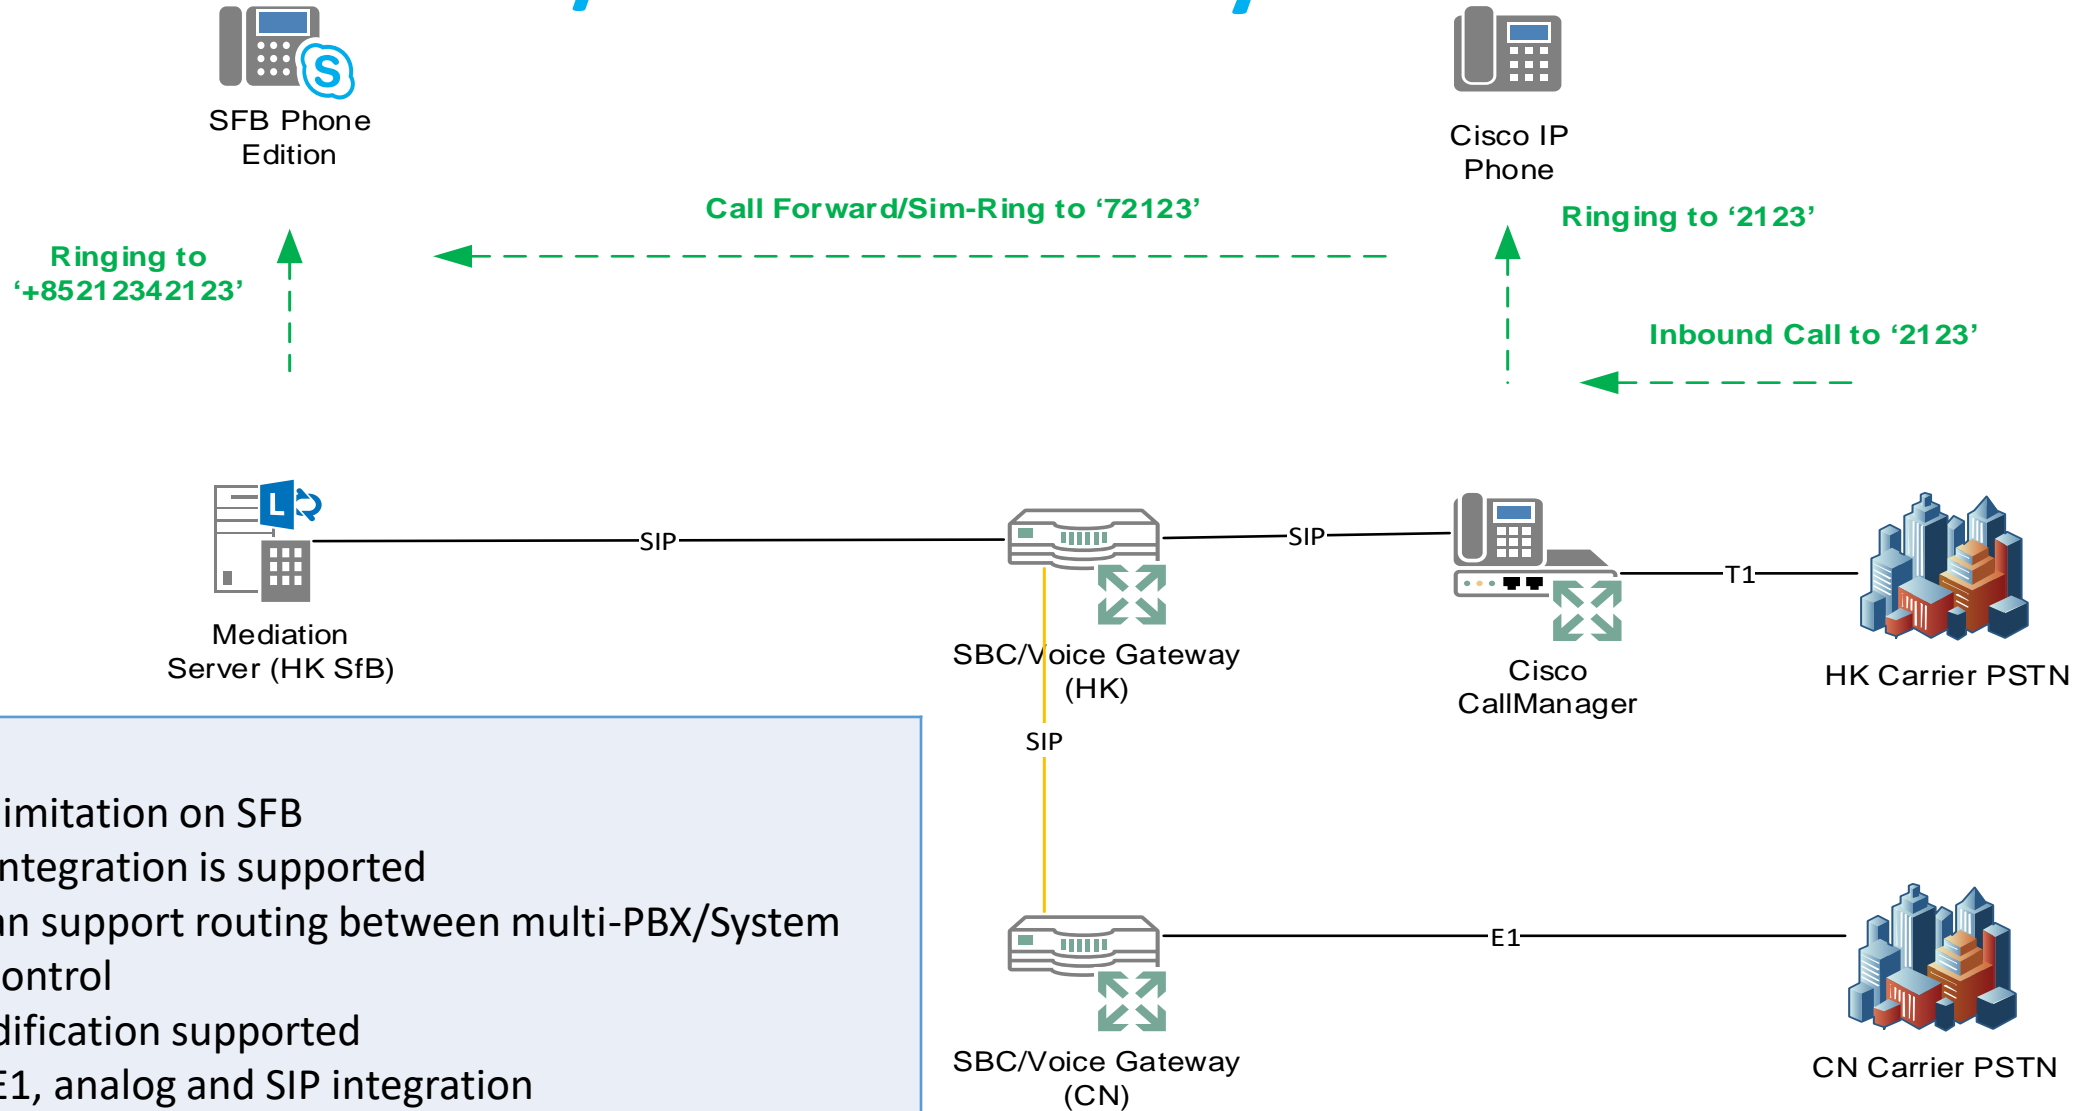 SFB Phone
Edition
Cisco IP
Phone
Call Forward/Sim-Ring to ‘72123’
Ringing to ‘2123’
Ringing to
‘+85212342123’
Inbound Call to ‘2123’
L
S
SIP
SIP
T1
Mediation
Server (HK SfB)
SBC/Voice Gateway
(HK)
Cisco
CallManager
HK Carrier PSTN
SIP
imitation on SFB
ntegration is supported
an support routing between multi-PBX/System
ontrol
dification supported
E1, analog and SIP integration
E1
SBC/Voice Gateway
(CN)
CN Carrier PSTN